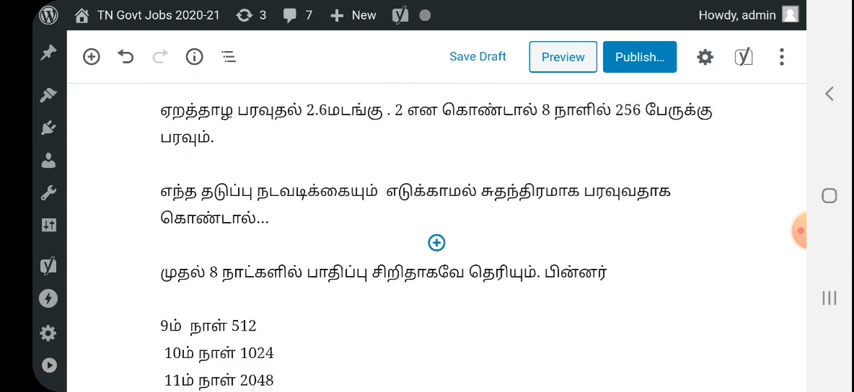 TN Govt Jobs 2020-21 3 7 New Howdy, admin
Save Draft Preview Publish...
ஏறத்தாழ பரவுதல் 2.6மடங்கு . 2 என கொண்டால் 8 நாளில் 256 பேருக்கு
பரவும்.
எந்த தடுப்பு நடவடிக்கையும் எடுக்காமல் சுதந்திரமாக பரவுவதாக
கொண்டால்...
முதல் 8 நாட்களில் பாதிப்பு சிறிதாகவே தெரியும். பின்னர்
9ம் நாள் 512
10ம் நாள் 1024
11ம் நாள் 2048